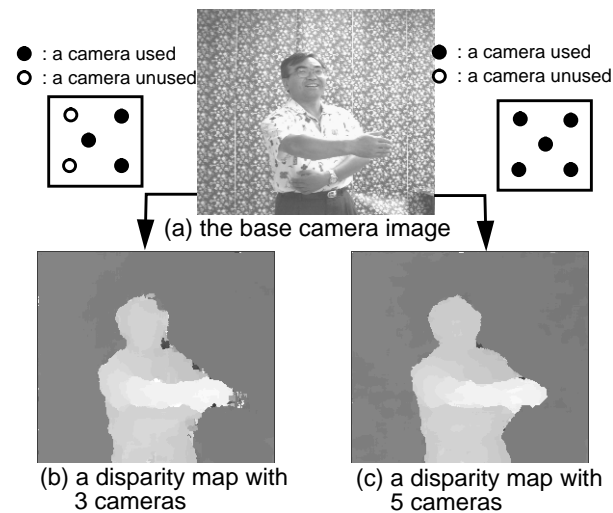 : a camera used
: a camera unused
: a camera used
: a camera unused
(a) the base camera image
(b) a disparity map with
3 cameras
(c) a disparity map with
5 cameras